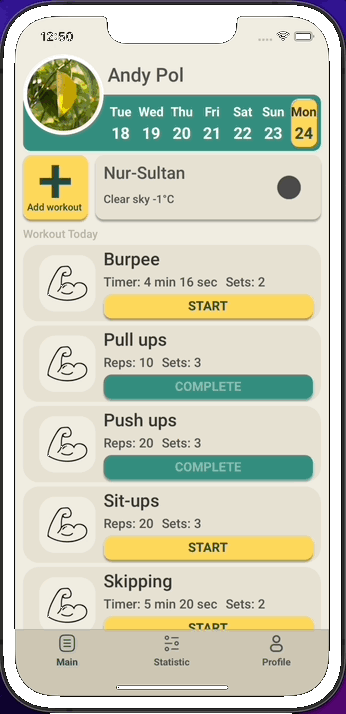 12:50
Andy Pol
Tue Wed Thu Fri Sat Sun Mon
18 19 20 21 22 23 24
Add workout
Nur-Sultan
Clear sky -1°C
Workout Today
Burpee
Timer: 4 min 16 sec Sets: 2
START
Pull ups
Reps: 10 Sets: 3
COMPLETE
Push ups
Reps: 20 Sets: 3
COMPLETE
Sit-ups
Reps: 20 Sets: 3
START
Skipping
Timer: 5 min 20 sec Sets: 2
START
Main Statistic Profile